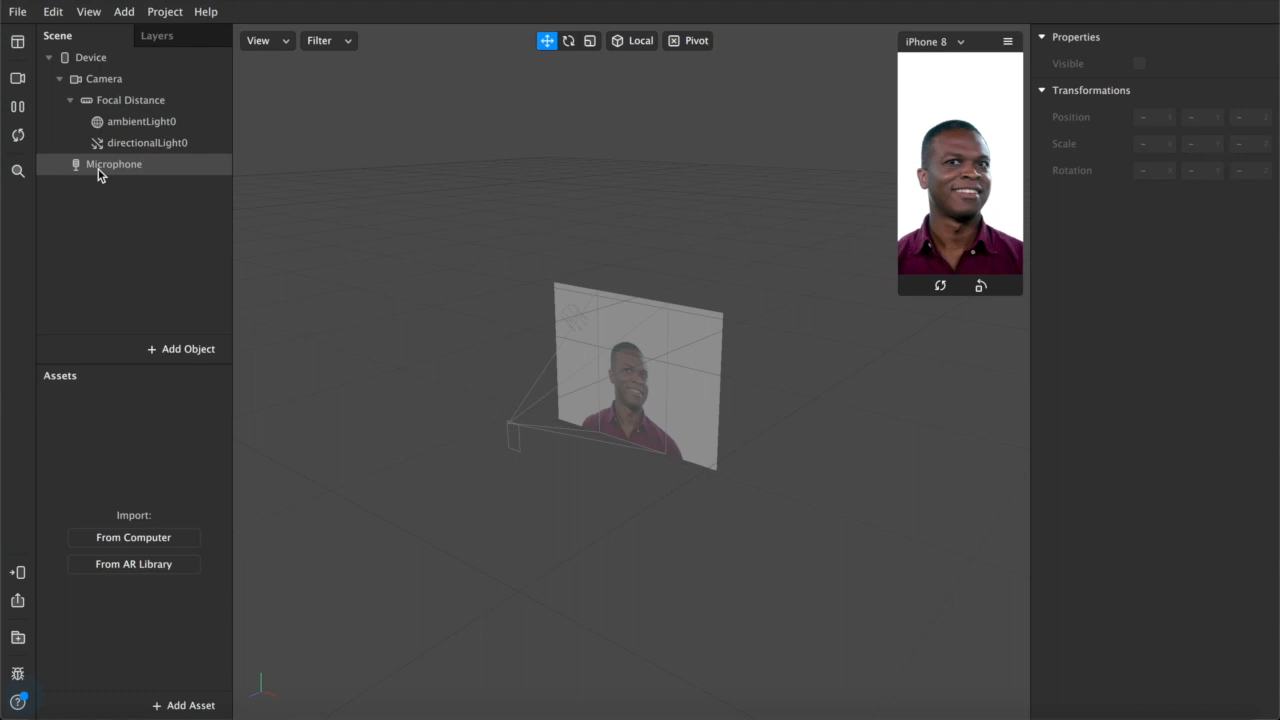 File Edit View Add Project Help
Scene
Layers
Device
Camera
Focal Distance
ambientLight0
directionalLight0
Microphone
+ Add Object
Assets
Import:
From Computer
From AR Library
+ Add Asset
View
Filter
Local
Pivot
iPhone 8
Properties
Visible
Transformations
Position - X - Y - Z
Scale - X - Y - Z
Rotation - X - Y - Z